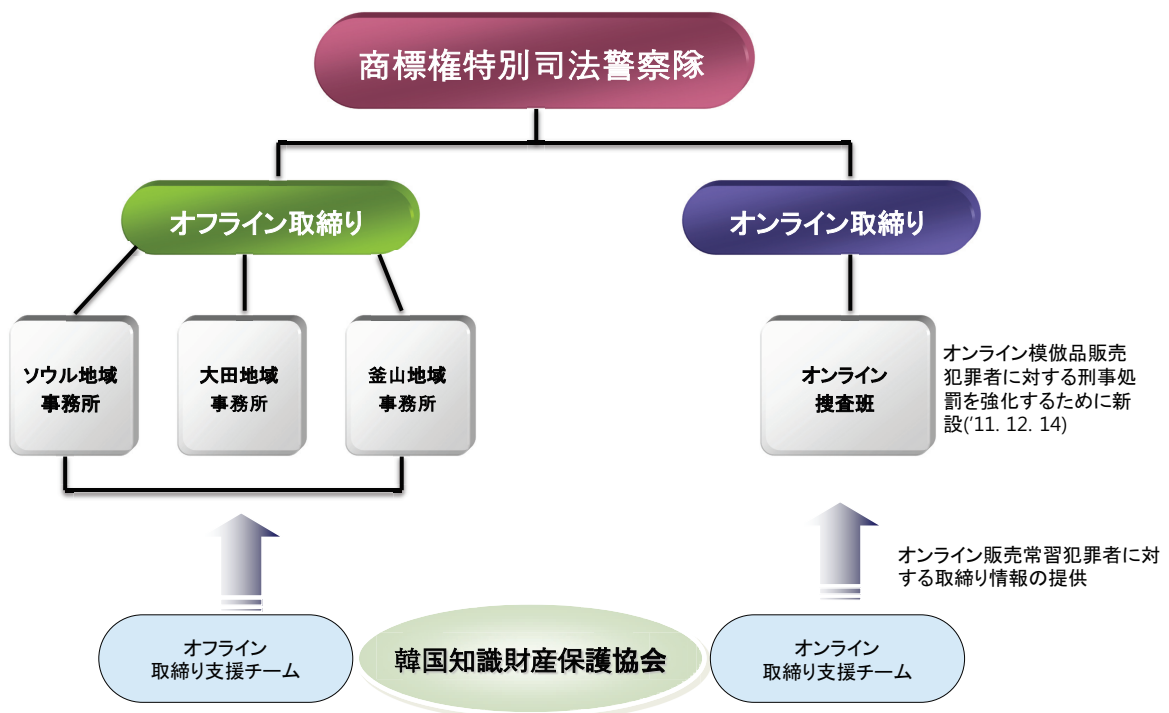 商標権特別司法警察隊
オフライン取締り
オンライン取締り
ソウル地域
事務所
大田地域
事務所
釜山地域
事務所
オンライン
捜査班
オンライン模倣品販売
犯罪者に対する刑事処
罰を強化するために新
設('11. 12. 14)
オンライン販売常習犯罪者に対
する取締り情報の提供
オフライン
取締り支援チーム
韓国知識財産保護協会
オンライン
取締り支援チーム